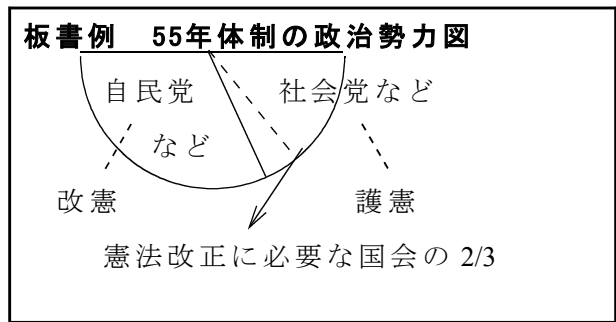 板書例　55年体制の政治勢力図
自民党　社会党など
など
改憲　護憲
憲法改正に必要な国会の 2/3